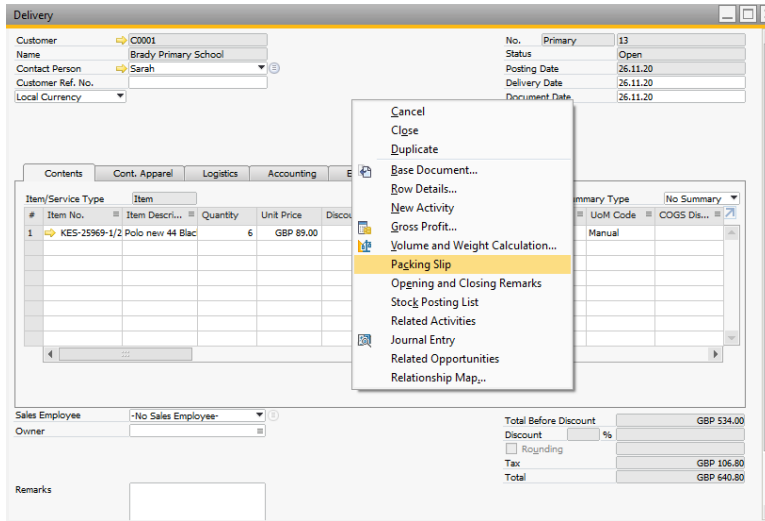 Delivery
Customer C0001
Name Brady Primary School
Contact Person Sarah
Customer Ref. No.
Local Currency
No. Primary 13
Status Open
Posting Date 26.11.20
Delivery Date 26.11.20
Document Date 26.11.20
Cancel
Close
Duplicate
Base Document...
Row Details...
New Activity
Gross Profit...
Volume and Weight Calculation...
Packing Slip
Opening and Closing Remarks
Stock Posting List
Related Activities
Journal Entry
Related Opportunities
Relationship Map...
Contents Cont. Apparel Logistics Accounting
Item/Service Type Item
No Summary
# Item No. Item Descri... Quantity Unit Price UoM Code COGS Dis...
1 KES-25969-1/2 Polo new 44 Blac 6 GBP 89.00 Manual
Sales Employee -No Sales Employee-
Owner
Remarks
Total Before Discount GBP 534.00
Discount %
Rounding
Tax GBP 106.80
Total GBP 640.80